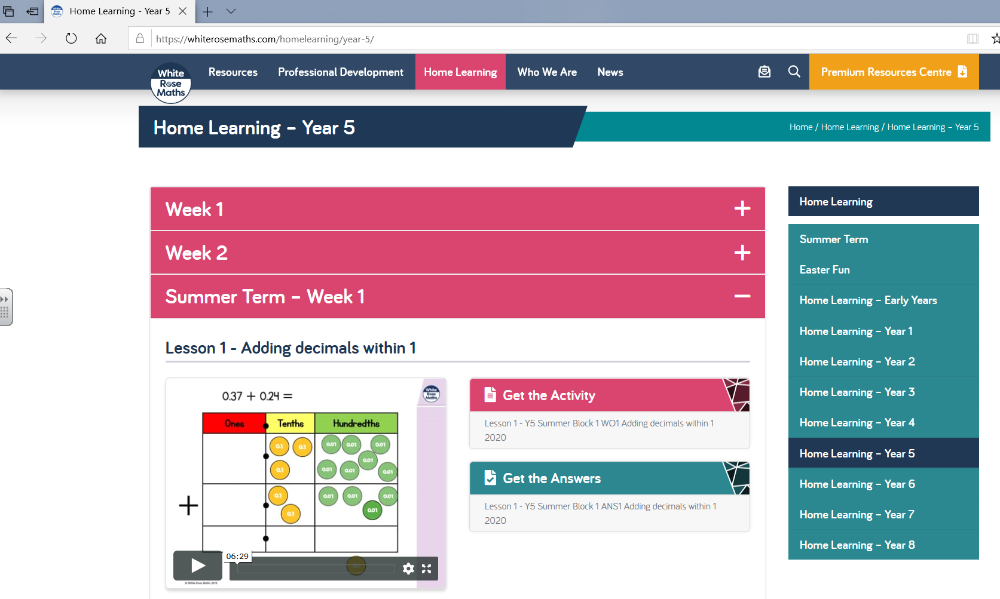 Home Learning - Year 5
https://whiterosemaths.com/homelearning/year-5/
White
Rose
Maths
Resources
Professional Development
Home Learning
Who We Are
News
Premium Resources Centre
Home Learning – Year 5
Home / Home Learning / Home Learning – Year 5
Week 1
Week 2
Summer Term – Week 1
Lesson 1 - Adding decimals within 1
0.37 + 0.24 =
White
Rose
Maths
Ones
Tenths
Hundredths
0.1 0.1 0.01 0.01 0.01
0.01
0.1 0.01 0.01 0.01
0.1 0.01 0.01 0.01
0.1 0.01
+
06:29
© White Rose Maths 2019
Get the Activity
Lesson 1 - Y5 Summer Block 1 WO1 Adding decimals within 1
2020
Get the Answers
Lesson 1 - Y5 Summer Block 1 ANS1 Adding decimals within 1
2020
Home Learning
Summer Term
Easter Fun
Home Learning – Early Years
Home Learning – Year 1
Home Learning – Year 2
Home Learning – Year 3
Home Learning – Year 4
Home Learning – Year 5
Home Learning – Year 6
Home Learning – Year 7
Home Learning – Year 8